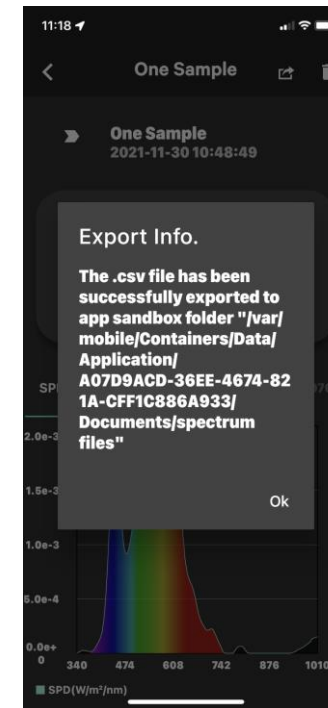 11:18
One Sample
One Sample
2021-11-30 10:48:49
Export Info.
The .csv file has been
successfully exported to
app sandbox folder "/var/
mobile/Containers/Data/
Application/
A07D9ACD-36EE-4674-82
1A-CFF1C886A933/
Documents/spectrum
files"
Ok
2.0e-3
1.5e-3
1.0e-3
5.0e-4
0.0e+
0
340 474 608 742 876 1010
SPD(W/m²/nm)